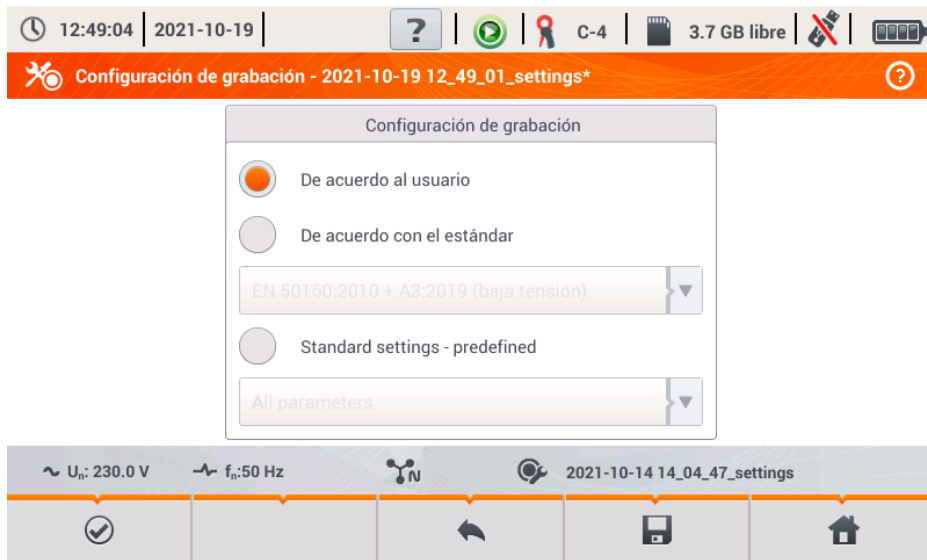 12:49:04 2021-10-19 ? C-4 3.7 GB libre
Configuración de grabación - 2021-10-19 12_49_01_settings* ?
Configuración de grabación
De acuerdo al usuario
De acuerdo con el estándar
EN 50160:2010 + A3:2019 (baja tensión)
Standard settings - predefined
All parameters
Un: 230.0 V fn:50 Hz N 2021-10-14 14_04_47_settings